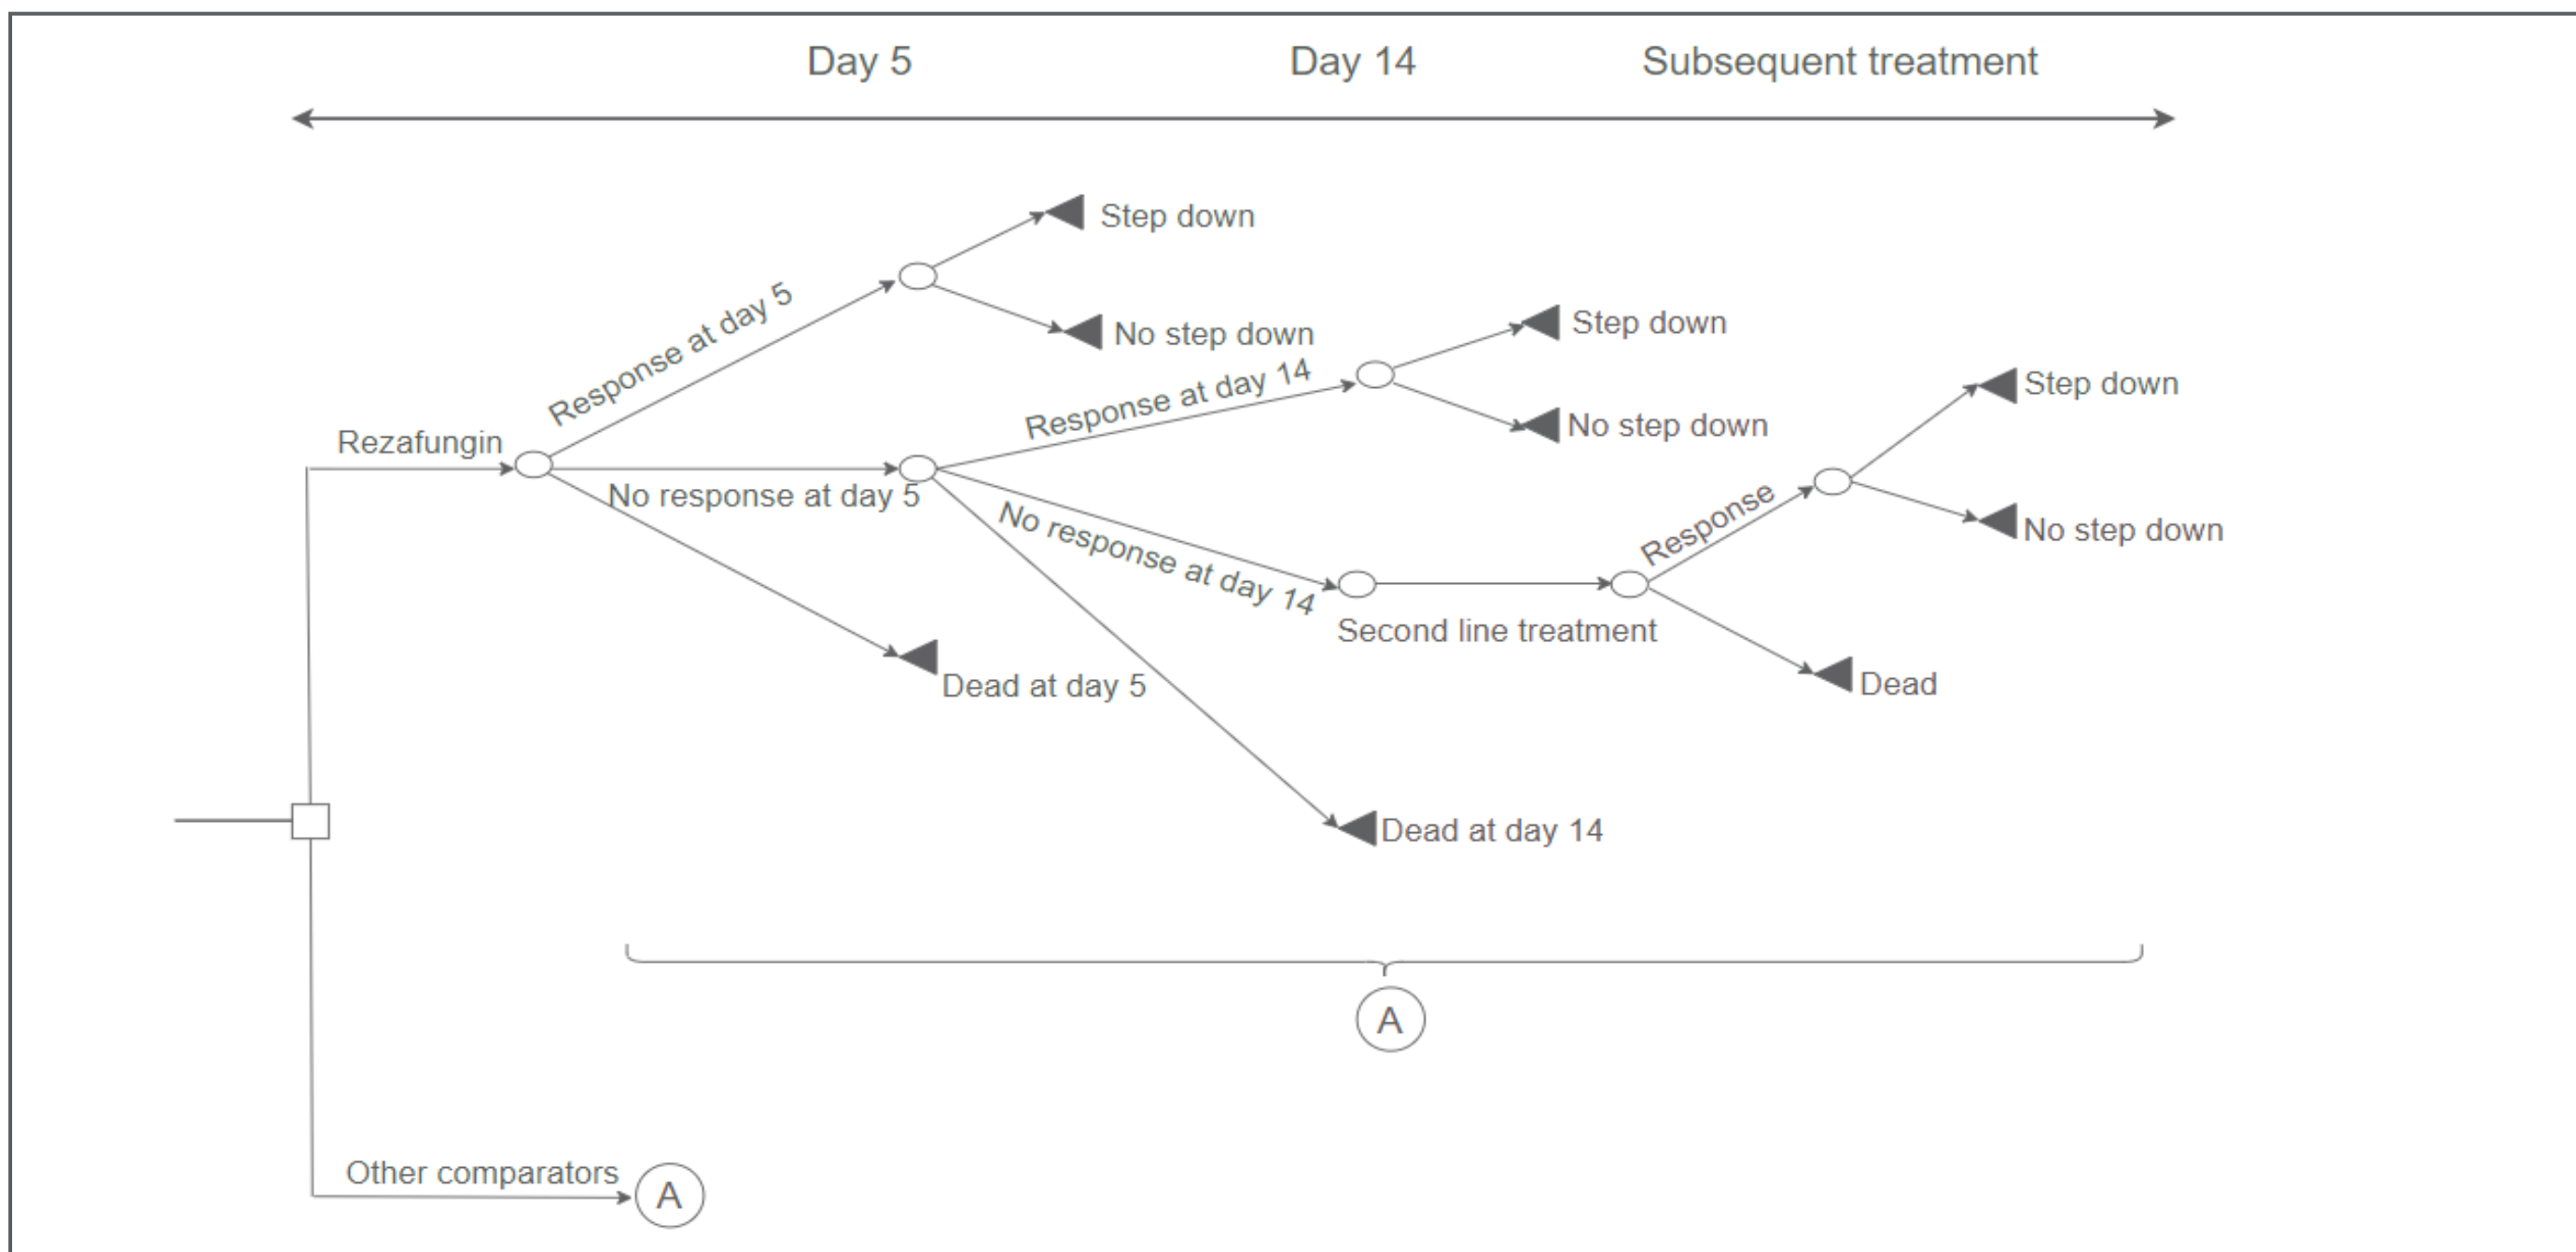 Day 5
Day 14
Subsequent treatment
Step down
No step down
Response at day 5
Step down
No step down
Response at day 14
Step down
No step down
Rezafungin
No response at day 5
No response at day 14
Response
Second line treatment
Dead at day 5
Dead
Dead at day 14
A
Other comparators
A